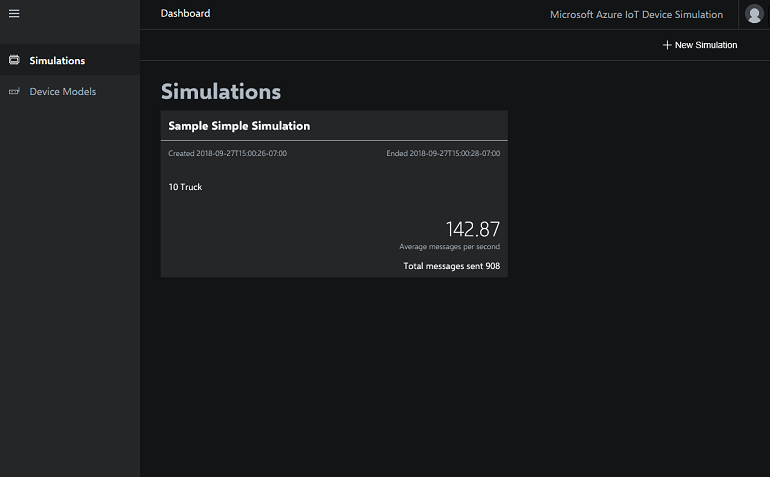 Dashboard
Microsoft Azure IoT Device Simulation
New Simulation
Simulations
Device Models
Simulations
Sample Simple Simulation
Created 2018-09-27T15:00:26-07:00
Ended 2018-09-27T15:00:28-07:00
10 Truck
142.87
Average messages per second
Total messages sent 908